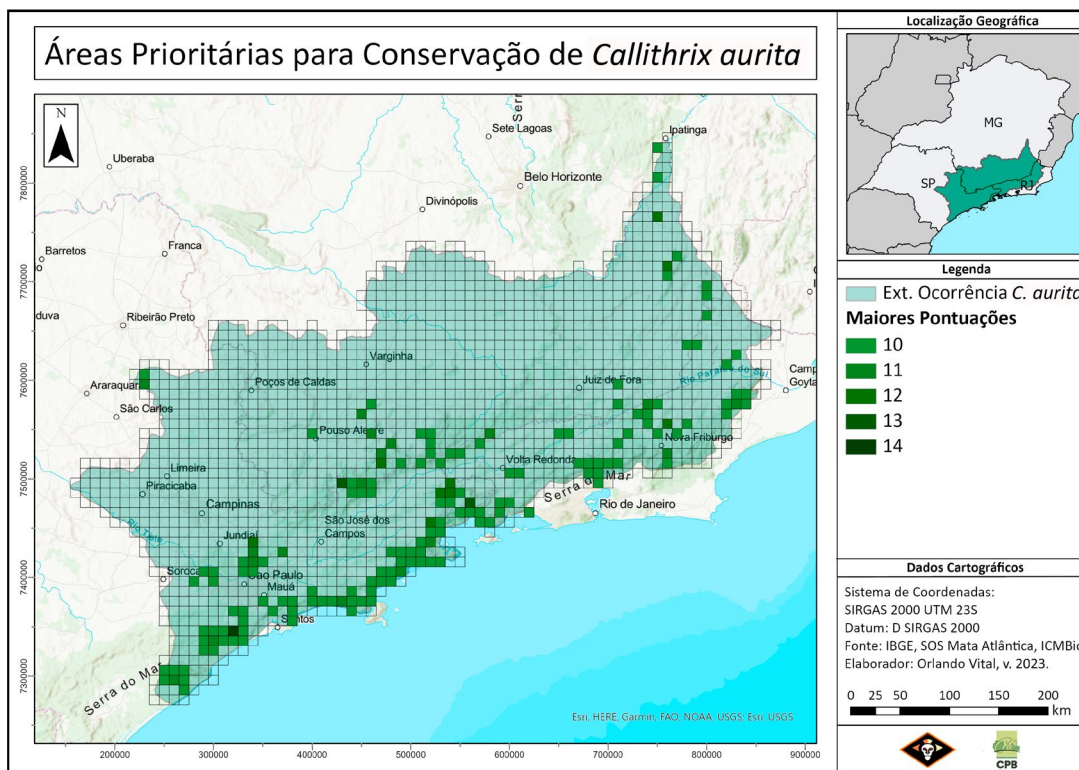 Áreas Prioritárias para Conservação de Callithrix aurita
N
Sete Lagoas
Ipatinga
Uberaba
Belo Horizonte
Divinópolis
Franca
Barretos
duva
Ribeirão Preto
Varginha
Araraquar
Poços de Caldas
Juiz de Fora
Rio Paraíba do Sul
Camp
Goyta
São Carlos
Pouso Alegre
Nova Friburgo
Limeira
Volta Redonda
Piracicaba
Serra do Mar
Campinas
Rio de Janeiro
São José dos
Campos
Rio Tietê
Jundiaí
Soroca
São Paulo
Mauá
Santos
Serra do Mar
Esri, HERE, Garmin, FAO, NOAA, USGS; Esri, USGS
7800000
7700000
7600000
7500000
7400000
7300000
200000 300000 400000 500000 600000 700000 800000 900000
Localização Geográfica
MG
SP
RJ
Legenda
Ext. Ocorrência C. aurita
Maiores Pontuações
10
11
12
13
14
Dados Cartográficos
Sistema de Coordenadas:
SIRGAS 2000 UTM 23S
Datum: D SIRGAS 2000
Fonte: IBGE, SOS Mata Atlântica, ICMBio
Elaborador: Orlando Vital, v. 2023.
0 25 50 100 150 200
km
CPB